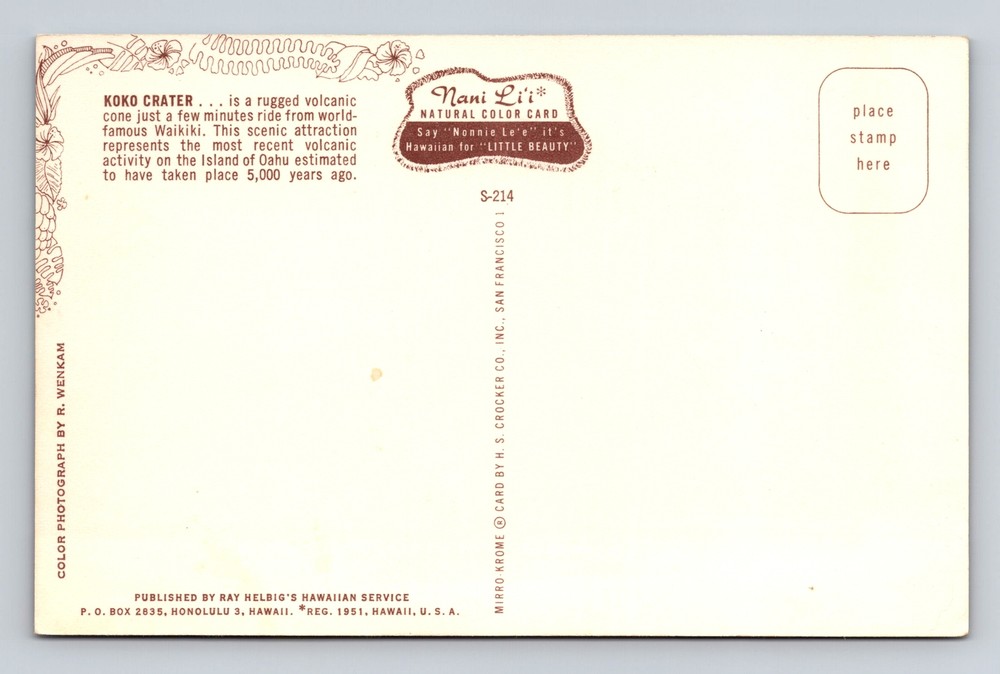 KOKO CRATER . . . is a rugged volcanic
cone just a few minutes ride from world-
famous Waikiki. This scenic attraction
represents the most recent volcanic
activity on the Island of Oahu estimated
to have taken place 5,000 years ago.
Nani Li'i*
NATURAL COLOR CARD
Say "Nonnie Le'e" it's
Hawaiian for "LITTLE BEAUTY"
S-214
place
stamp
here
MIRRO-KROME ® CARD BY H. S. CROCKER CO., INC., SAN FRANCISCO 1
COLOR PHOTOGRAPH BY R. WENKAM
PUBLISHED BY RAY HELBIG'S HAWAIIAN SERVICE
P. O. BOX 2835, HONOLULU 3, HAWAII. *REG. 1951, HAWAII, U. S. A.